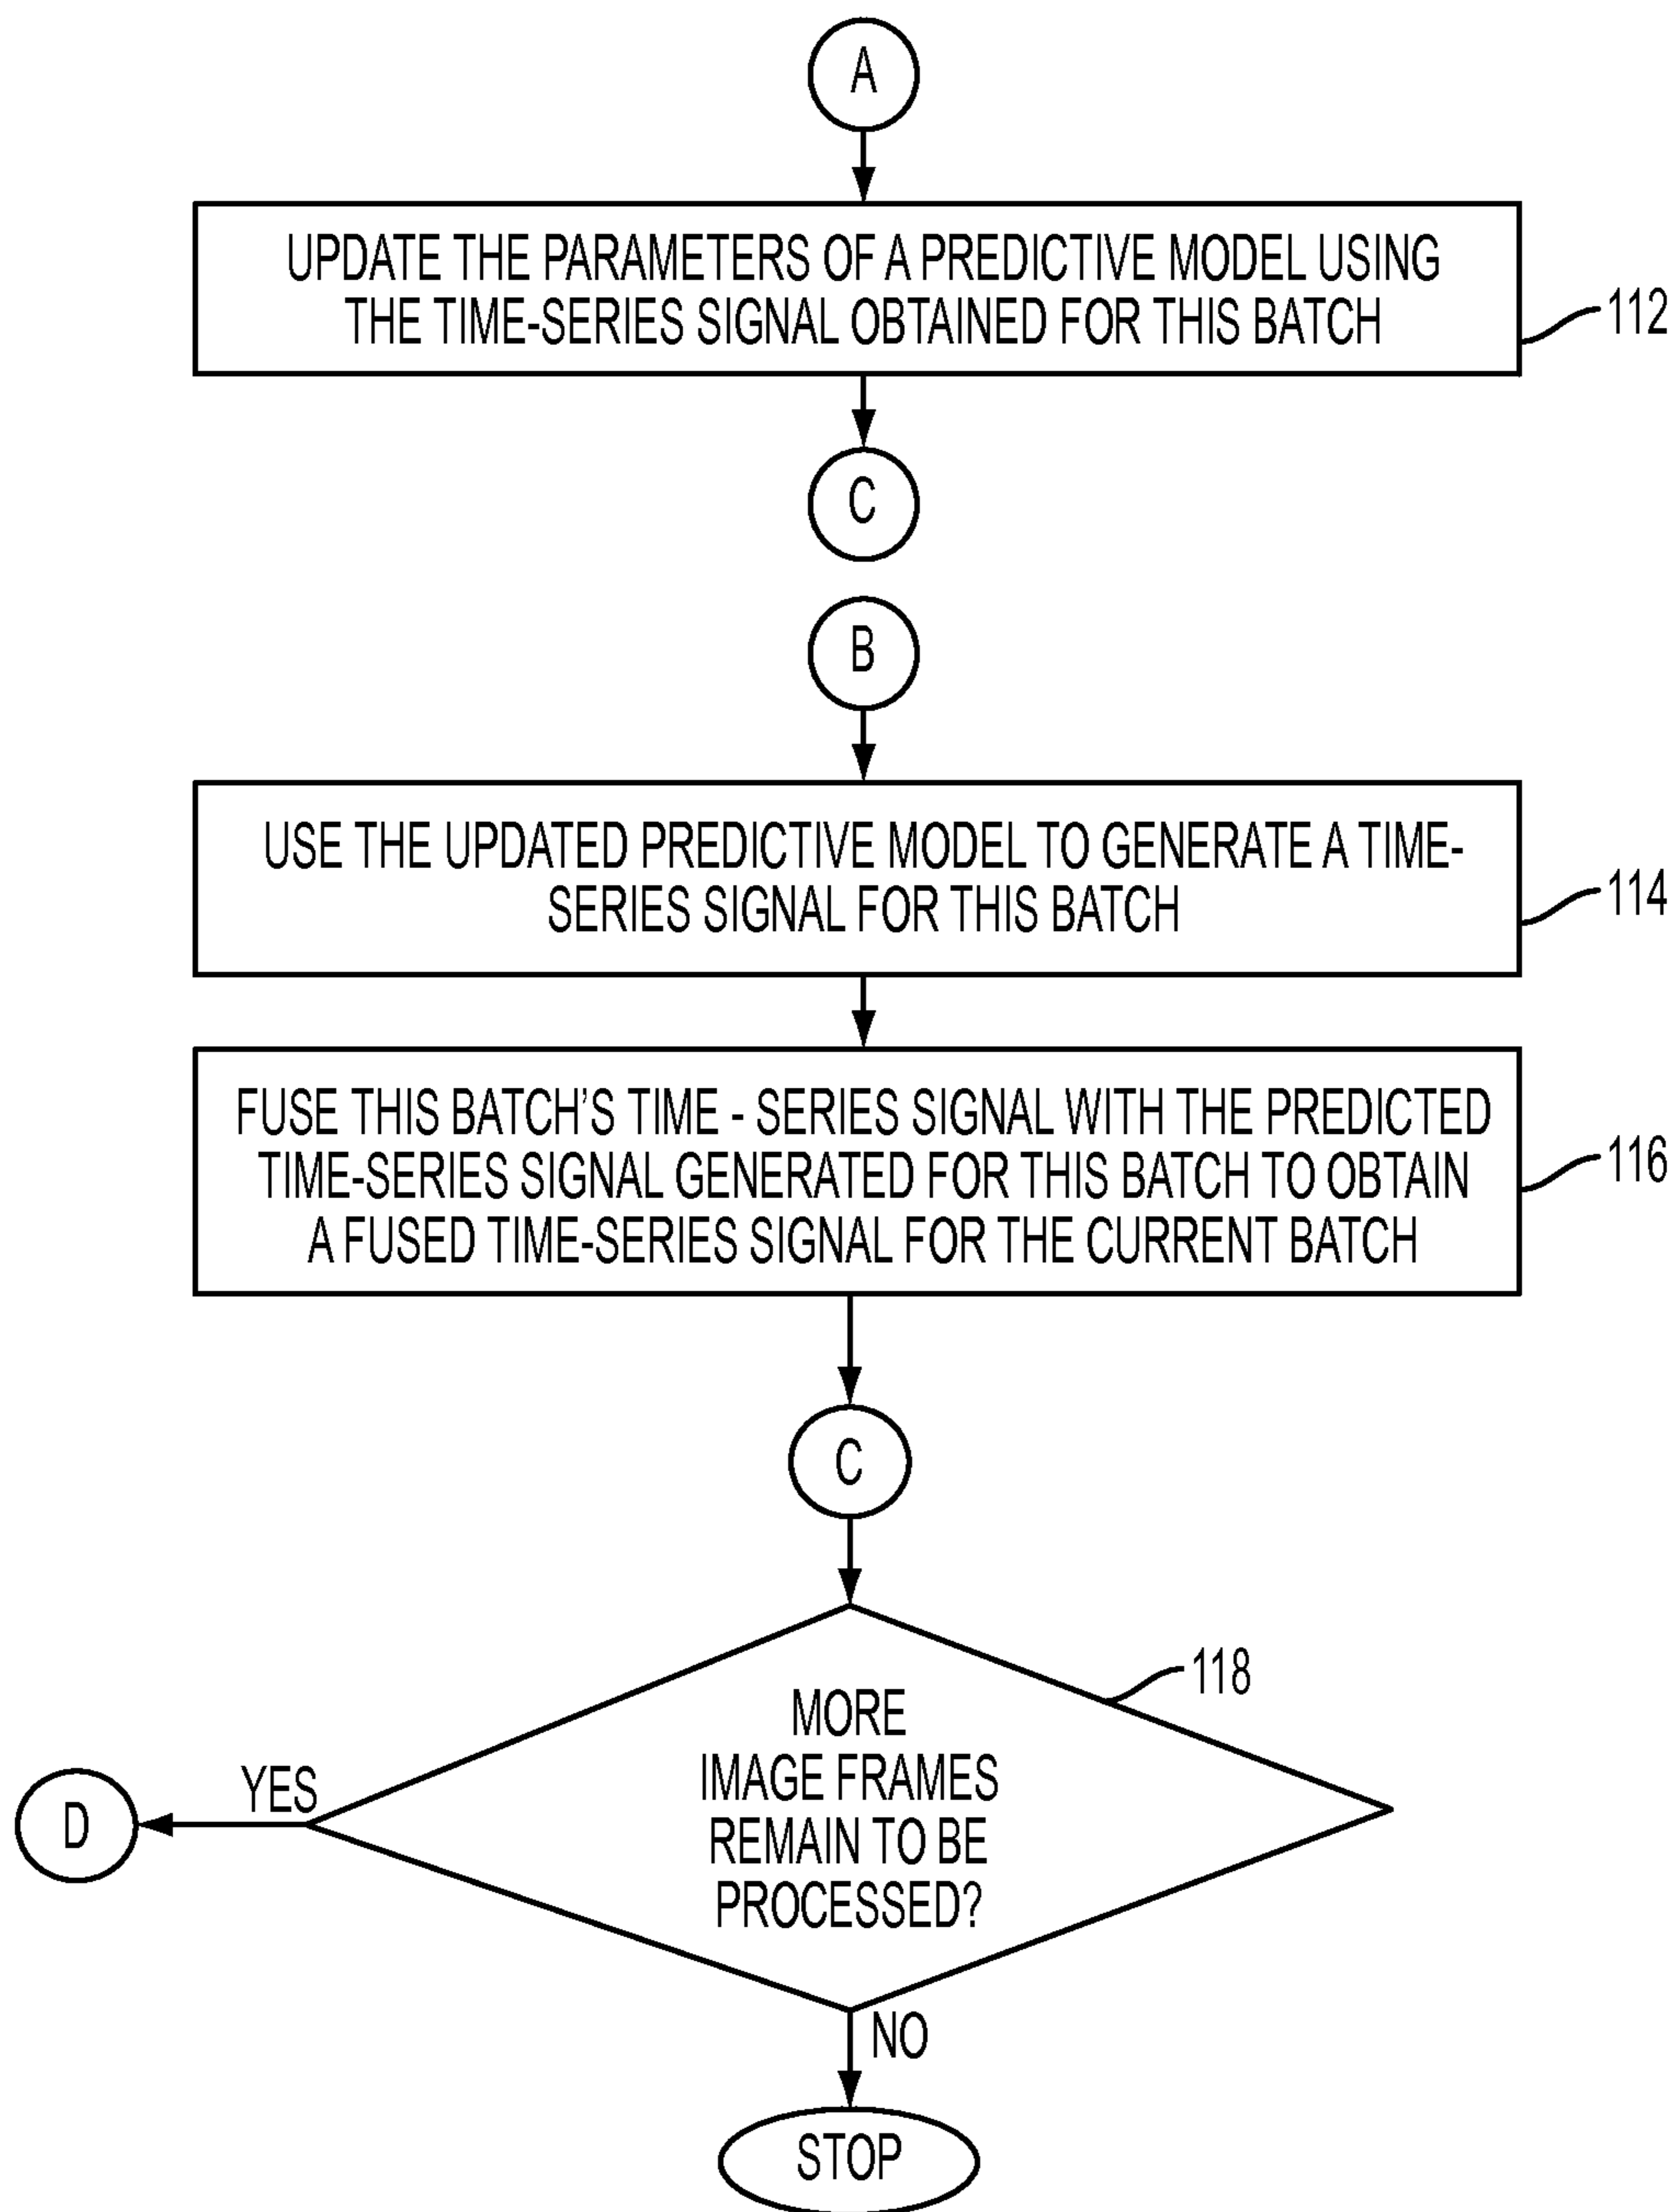 A
UPDATE THE PARAMETERS OF A PREDICTIVE MODEL USING
THE TIME-SERIES SIGNAL OBTAINED FOR THIS BATCH
112
C
B
USE THE UPDATED PREDICTIVE MODEL TO GENERATE A TIME-
SERIES SIGNAL FOR THIS BATCH
114
FUSE THIS BATCH'S TIME - SERIES SIGNAL WITH THE PREDICTED
TIME-SERIES SIGNAL GENERATED FOR THIS BATCH TO OBTAIN
A FUSED TIME-SERIES SIGNAL FOR THE CURRENT BATCH
116
C
118
MORE
IMAGE FRAMES
REMAIN TO BE
PROCESSED?
YES
D
NO
STOP